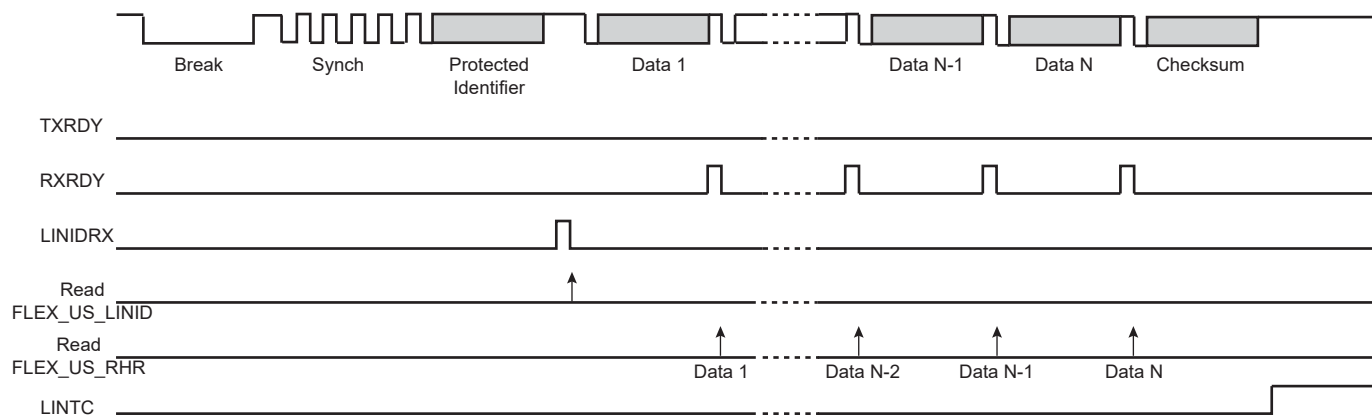 Break
Synch
Protected
Identifier
Data 1
Data N-1
Data N
Checksum
TXRDY
RXRDY
LINIDRX
Read
FLEX_US_LINID
Read
FLEX_US_RHR
Data 1
Data N-2
Data N-1
Data N
LINTC